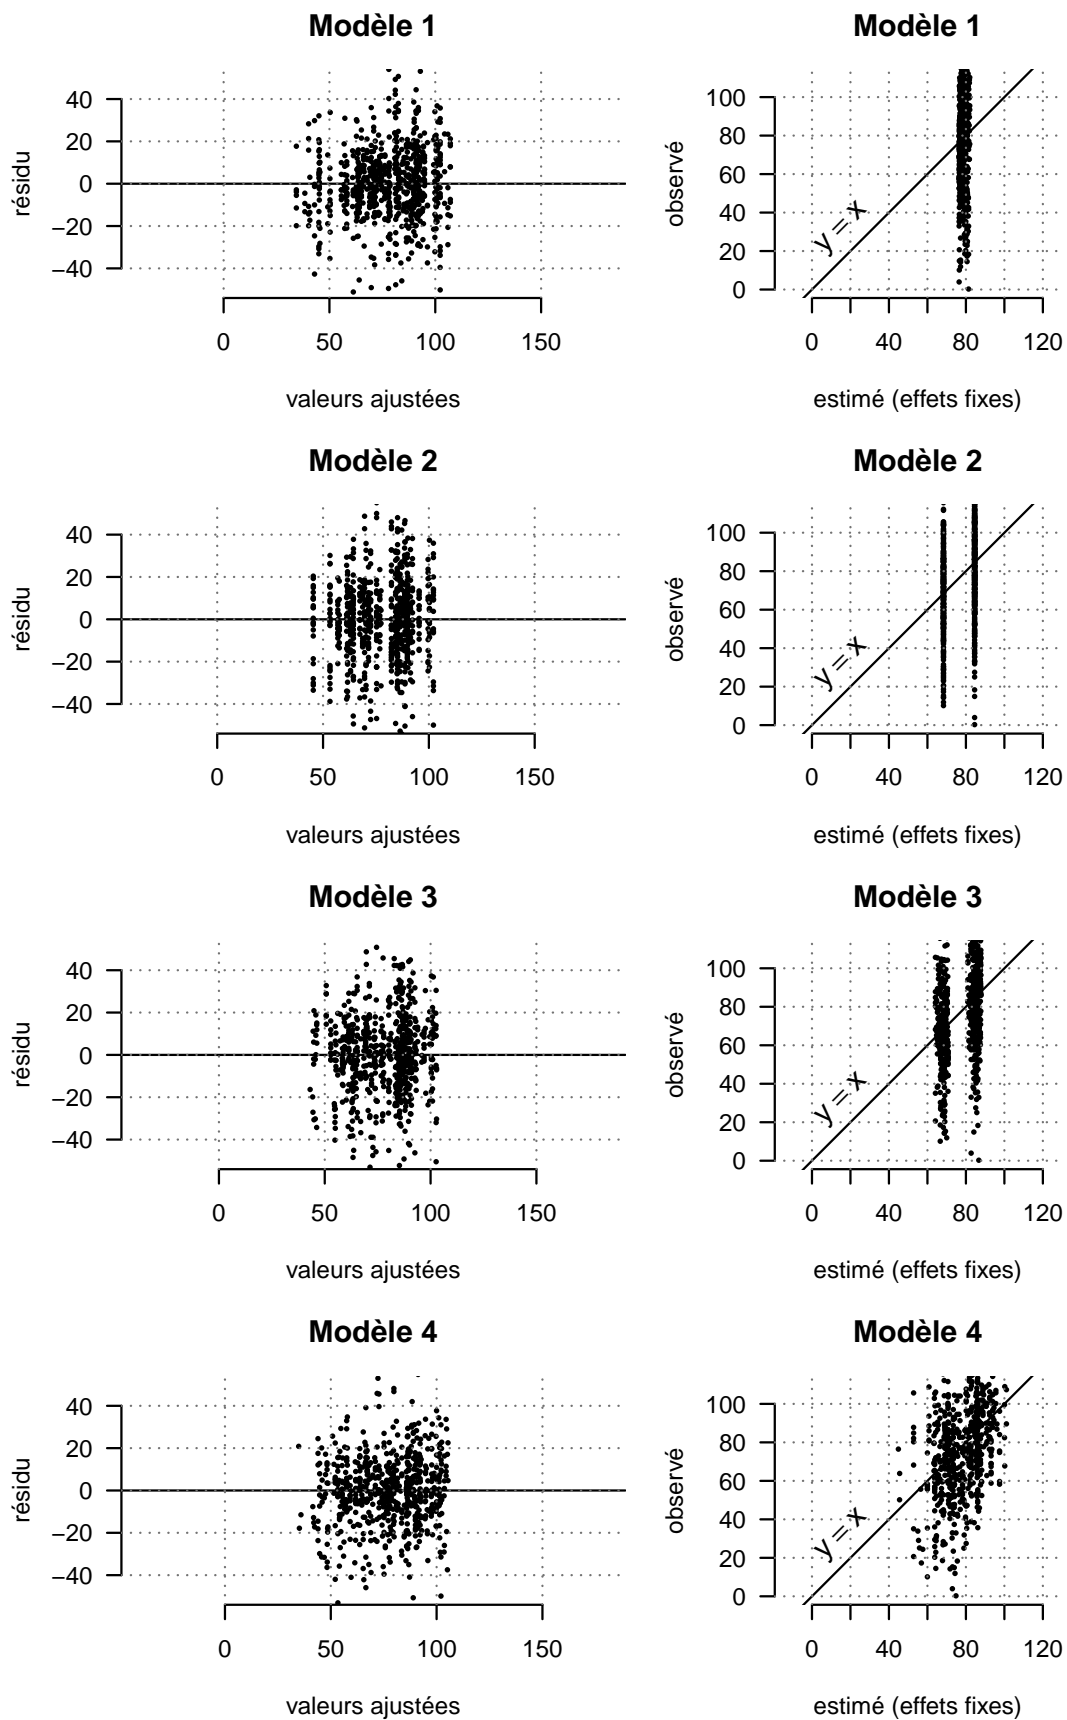 Modèle 1
résidu
40
20
0
−20
−40
0 50 100 150
valeurs ajustées
Modèle 1
observé
100
80
60
40
20
0
y=x
0 40 80 120
estimé (effets fixes)
Modèle 2
résidu
40
20
0
−20
−40
0 50 100 150
valeurs ajustées
Modèle 2
observé
100
80
60
40
20
0
y=x
0 40 80 120
estimé (effets fixes)
Modèle 3
résidu
40
20
0
−20
−40
0 50 100 150
valeurs ajustées
Modèle 3
observé
100
80
60
40
20
0
y=x
0 40 80 120
estimé (effets fixes)
Modèle 4
résidu
40
20
0
−20
−40
0 50 100 150
valeurs ajustées
Modèle 4
observé
100
80
60
40
20
0
y=x
0 40 80 120
estimé (effets fixes)